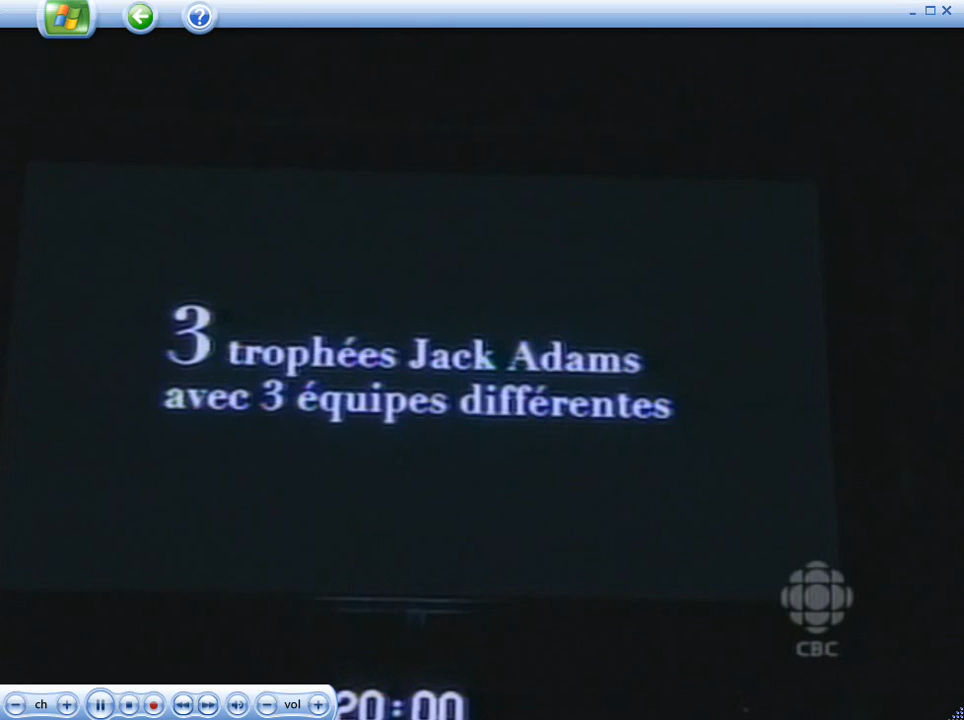 3 trophées Jack Adams
avec 3 équipes différentes
CBC
ch
vol
20:00